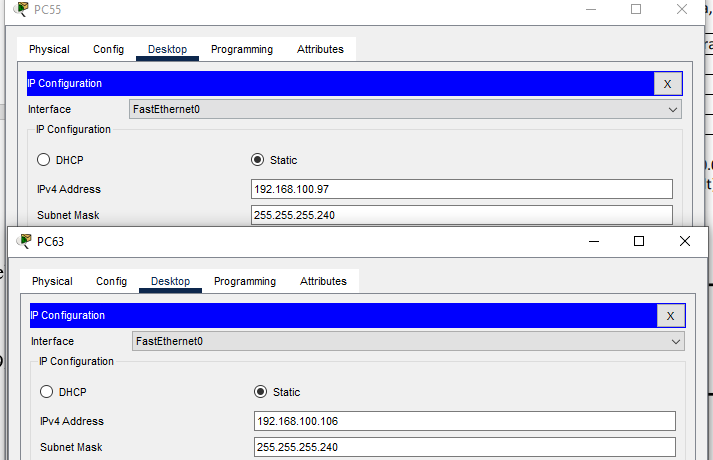 PC55
Physical Config Desktop Programming Attributes
IP Configuration X
Interface FastEthernet0
IP Configuration
DHCP Static
IPv4 Address 192.168.100.97
Subnet Mask 255.255.255.240
PC63
Physical Config Desktop Programming Attributes
IP Configuration X
Interface FastEthernet0
IP Configuration
DHCP Static
IPv4 Address 192.168.100.106
Subnet Mask 255.255.255.240